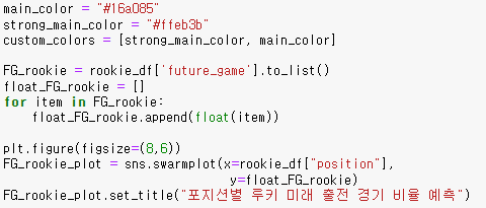 main_color = "#16a085"
strong_main_color = "#ffeb3b"
custom_colors = [strong_main_color, main_color]
FG_rookie = rookie_df['future_game'].to_list()
float_FG_rookie = []
for item in FG_rookie:
    float_FG_rookie.append(float(item))
plt.figure(figsize=(8,6))
FG_rookie_plot = sns.swarmplot(x=rookie_df["position"],
                               y=float_FG_rookie)
FG_rookie_plot.set_title("포지션별 루키 미래 출전 경기 비율 예측")